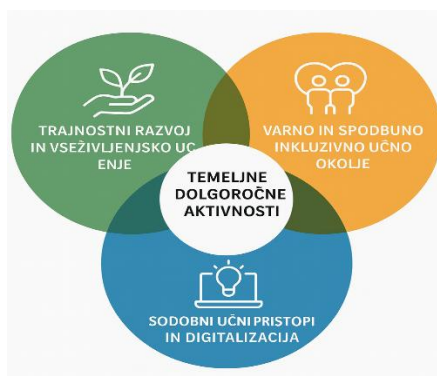 TRAJNOSTNI RAZVOJ
IN VSEŽIVLJENJSKO UČ
ENJE
VARNO IN SPODBUNO
INKLUZIVNO UČNO
OKOLJE
TEMELJNE
DOLGOROČNE
AKTIVNOSTI
SODOBNI UČNI PRISTOPI
IN DIGITALIZACIJA